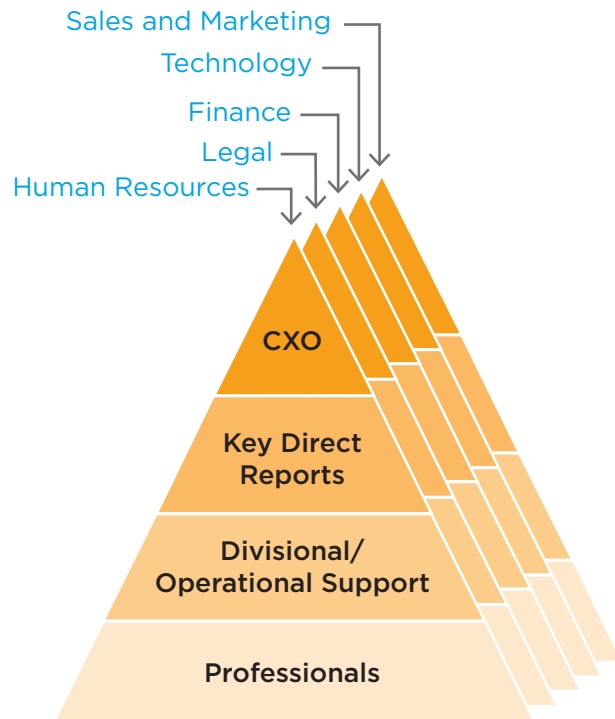 Sales and Marketing
Technology
Finance
Legal
Human Resources
CXO
Key Direct
Reports
Divisional/
Operational Support
Professionals